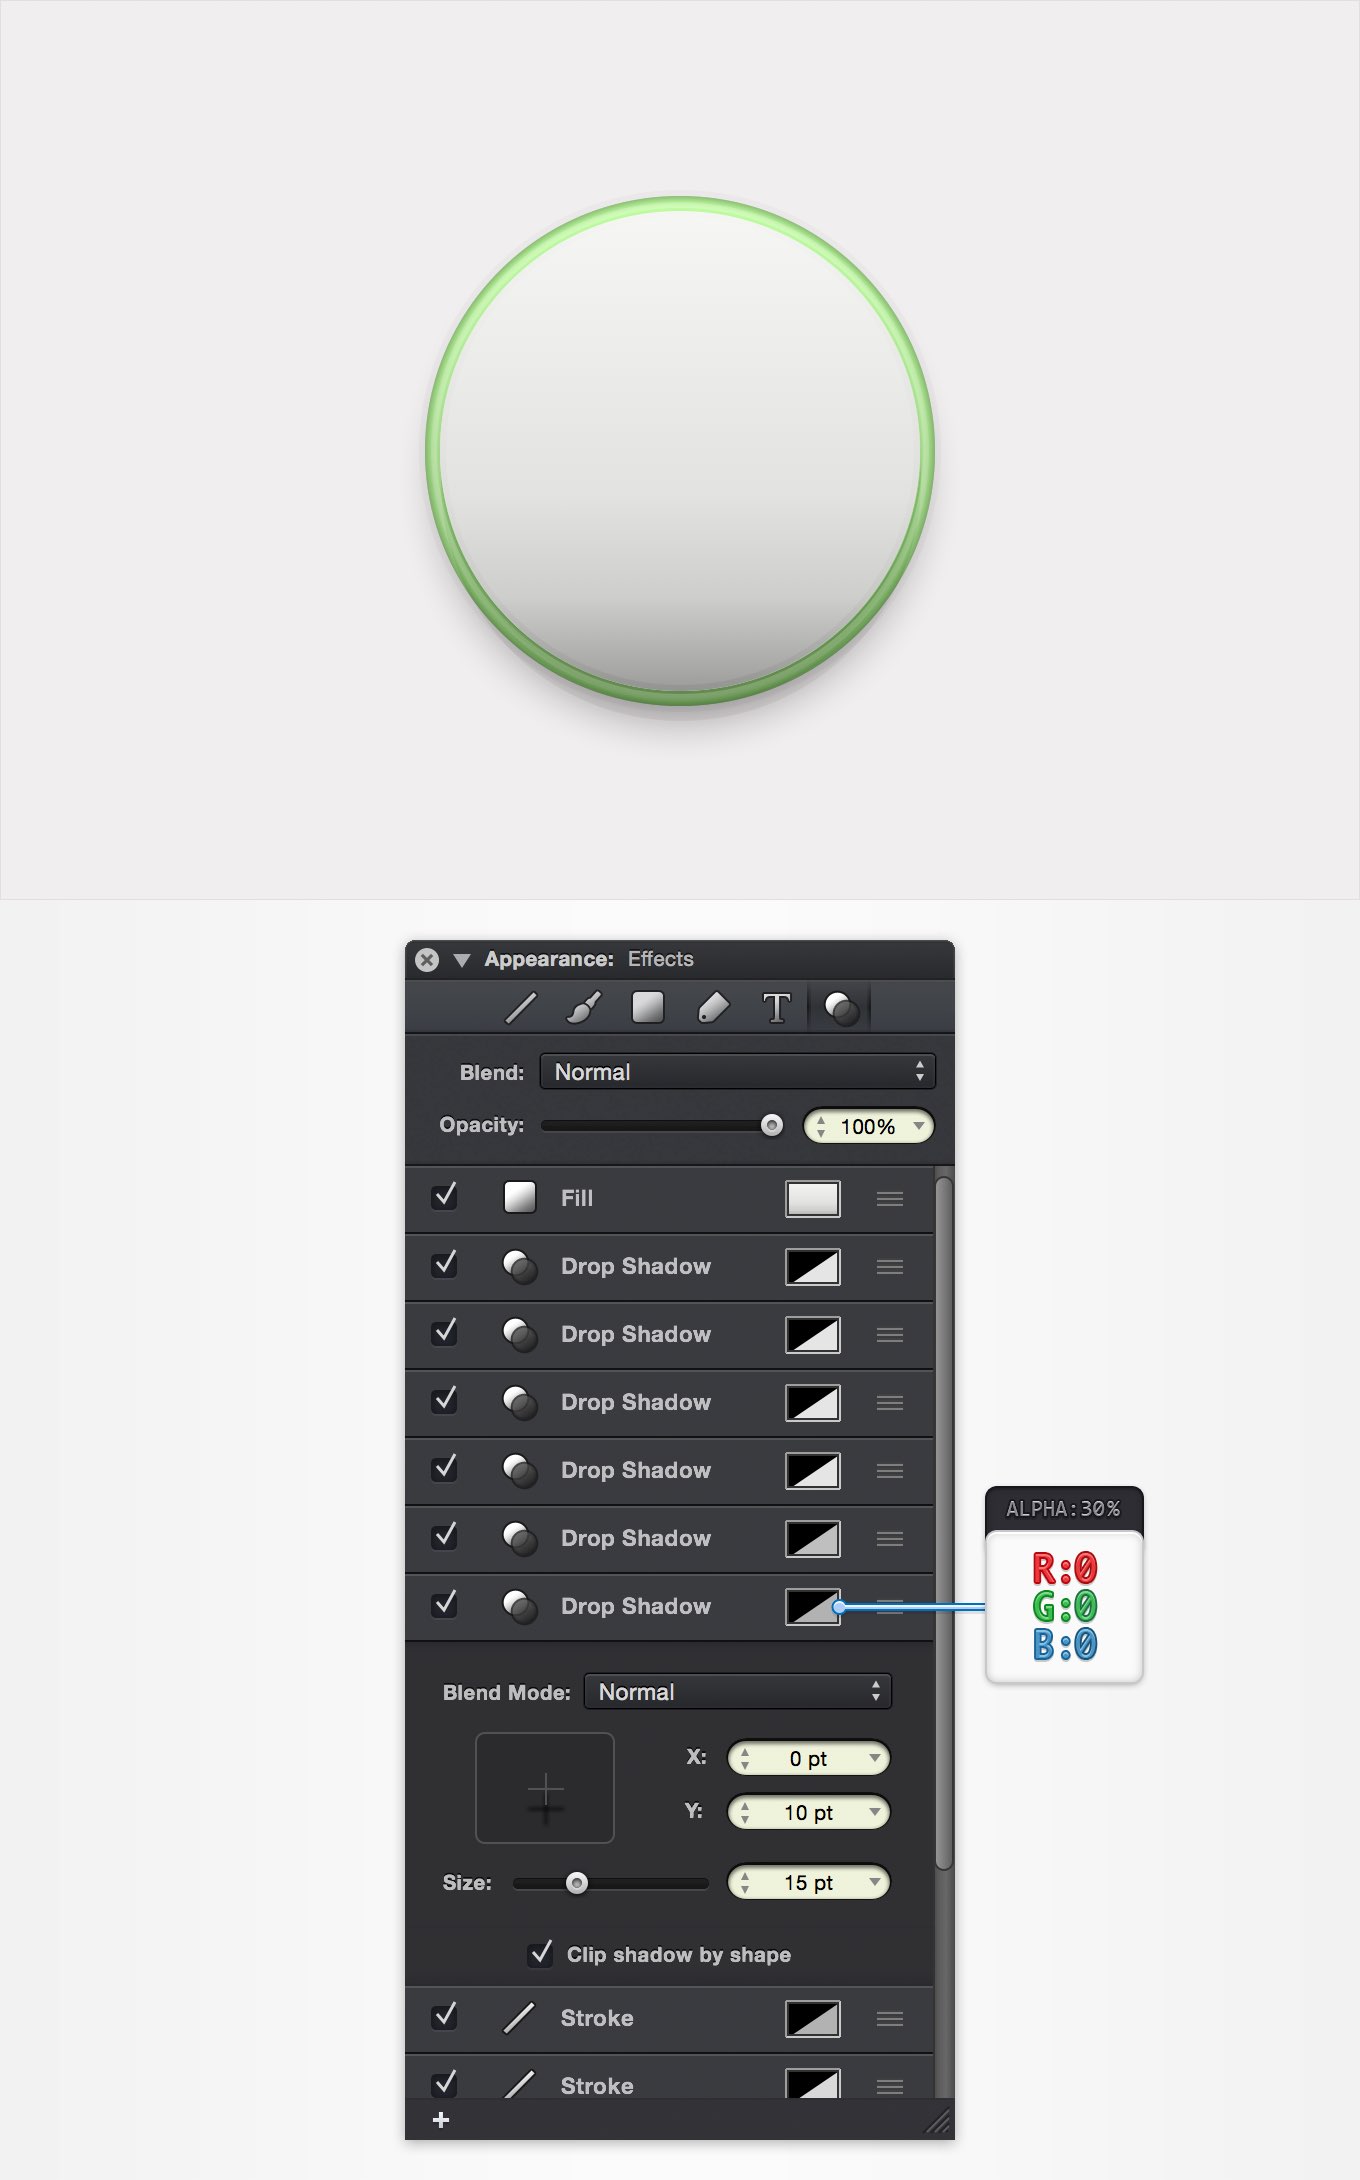 Appearance: Effects
T
Blend: Normal
Opacity: 100%
Fill
Drop Shadow
Drop Shadow
Drop Shadow
Drop Shadow
Drop Shadow
Drop Shadow
ALPHA:30%
R:0
G:0
B:0
Blend Mode: Normal
X: 0 pt
Y: 10 pt
Size: 15 pt
Clip shadow by shape
Stroke
Stroke